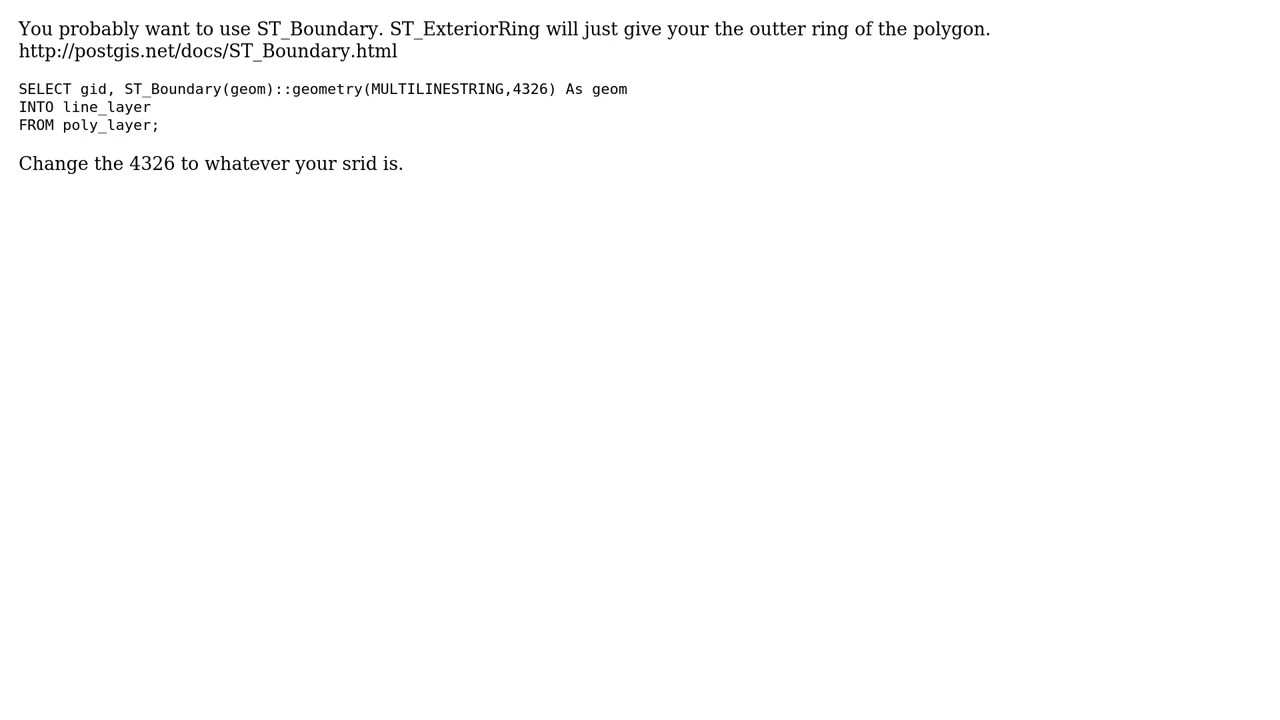 You probably want to use ST_Boundary. ST_ExteriorRing will just give your the outter ring of the polygon.
http://postgis.net/docs/ST_Boundary.html
SELECT gid, ST_Boundary(geom)::geometry(MULTILINESTRING,4326) As geom
INTO line_layer
FROM poly_layer;
Change the 4326 to whatever your srid is.